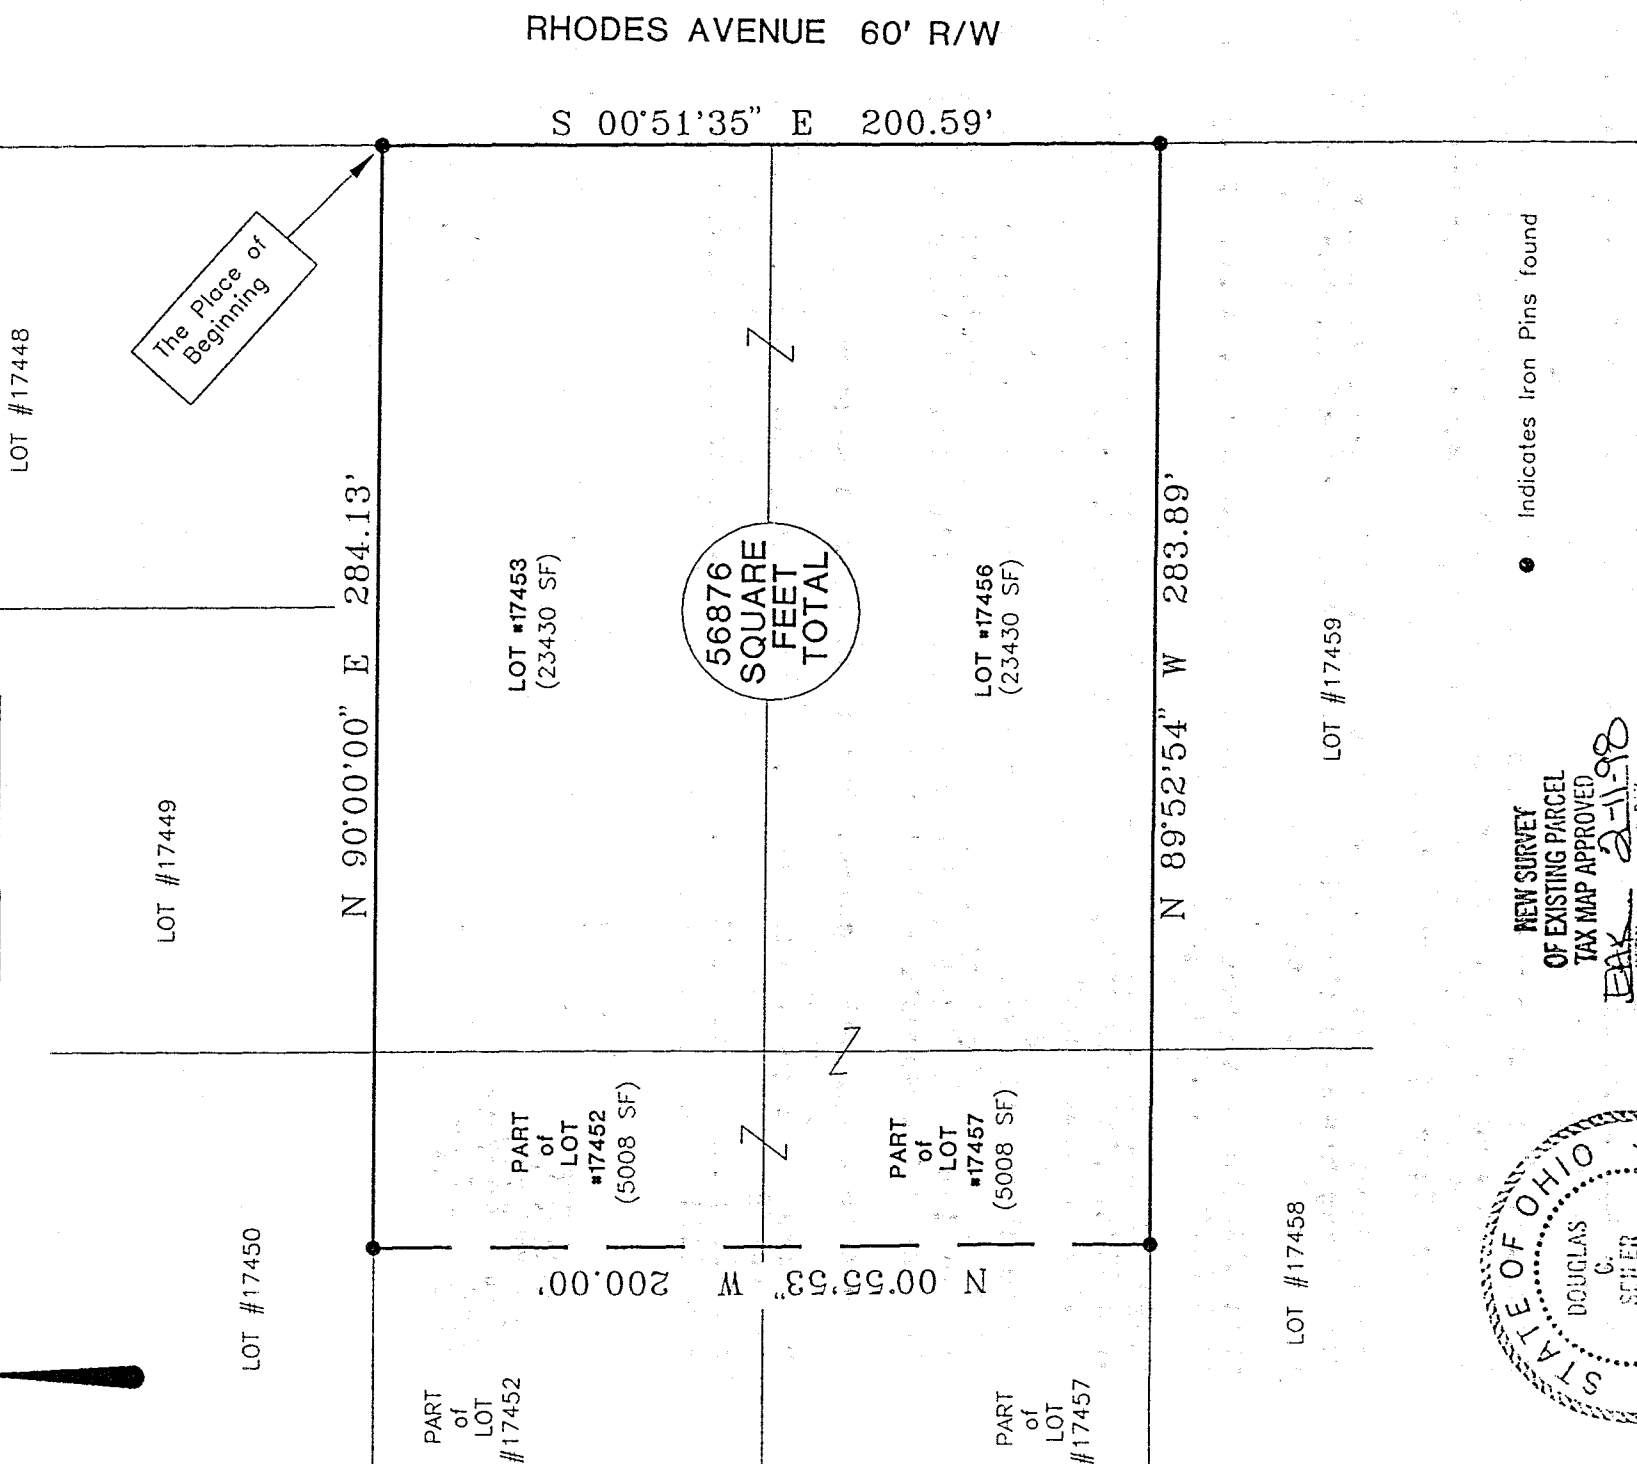 RHODES AVENUE 60' R/W
S 00°51'35" E 200.59'
The Place of
Beginning
LOT #17448
N 90°00'00" E 284.13'
LOT #17453
(23430 SF)
56876
SQUARE
FEET
TOTAL
LOT #17456
(23430 SF)
N 89°52'54" W 283.89'
LOT #17459
Indicates Iron Pins found
LOT #17449
NEW SURVEY
OF EXISTING PARCEL
TAX MAP APPROVED
2-11-98
PART
of
LOT
#17452
(5008 SF)
PART
of
LOT
#17457
(5008 SF)
N 00°55'53" W 200.00'
LOT #17450
LOT #17458
PART
of
LOT
#17452
PART
of
LOT
#17457
STATE OF OHIO
DOUGLAS